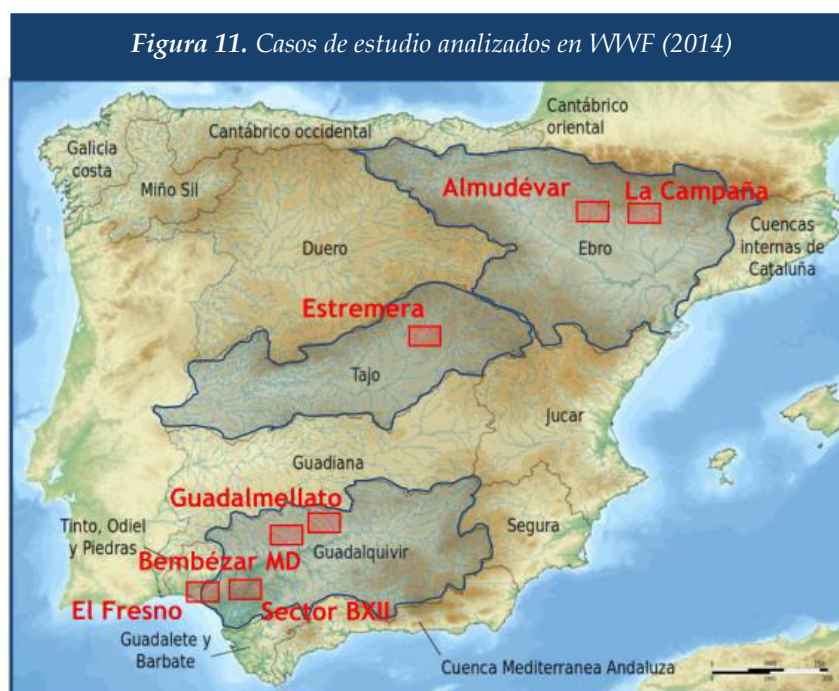 Figura 11. Casos de estudio analizados en WWF (2014)
Cantábrico
oriental
Cantábrico occidental
Galicia
costa
Miño Sil
Almudévar
La Campaña
Cuencas
internas de
Cataluña
Duero
Ebro
Estremera
Tajo
Jucar
Guadiana
Guadalmellato
Tinto, Odiel
y Piedras
Segura
Bembézar MD
Guadalquivir
El Fresno
Sector BXII
Guadalete y
Barbate
Cuenca Mediterranea Andaluza